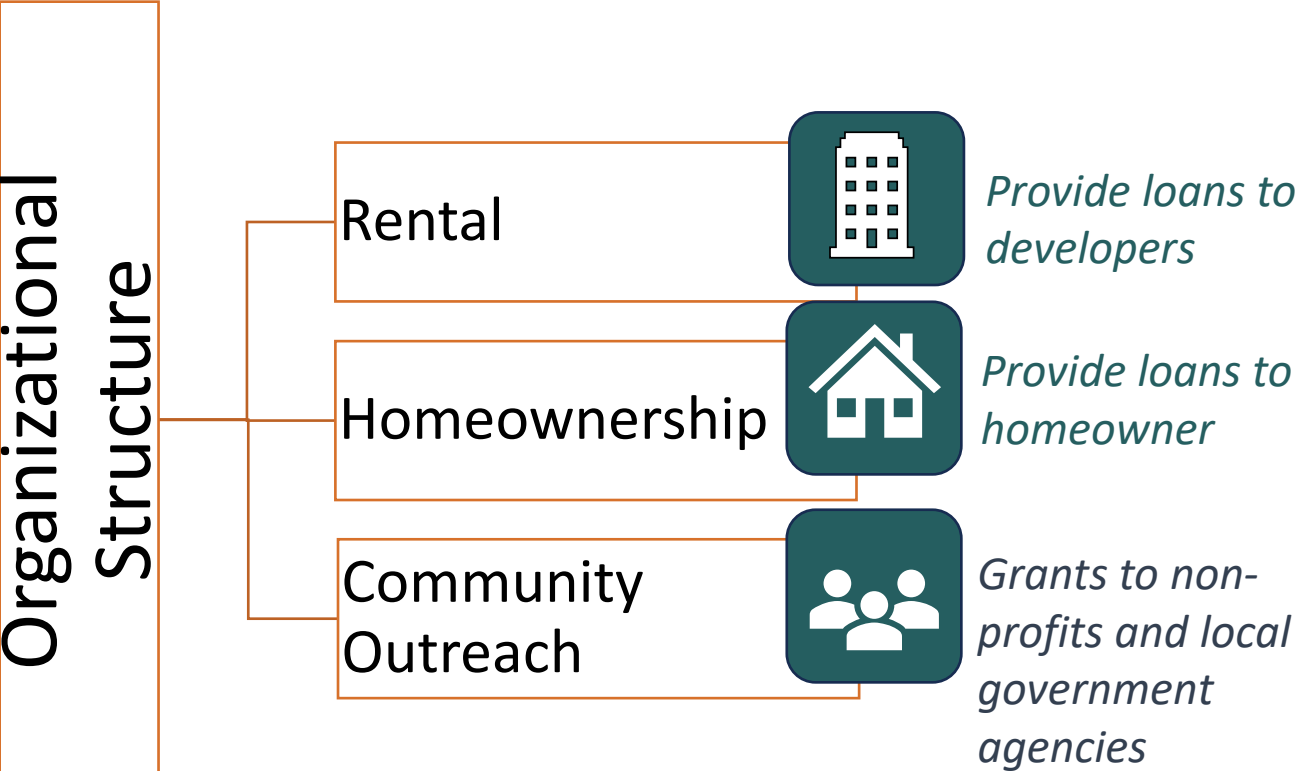 Organizational
Structure
Rental
Provide loans to
developers
Homeownership
Provide loans to
homeowner
Community
Outreach
Grants to non-
profits and local
government
agencies